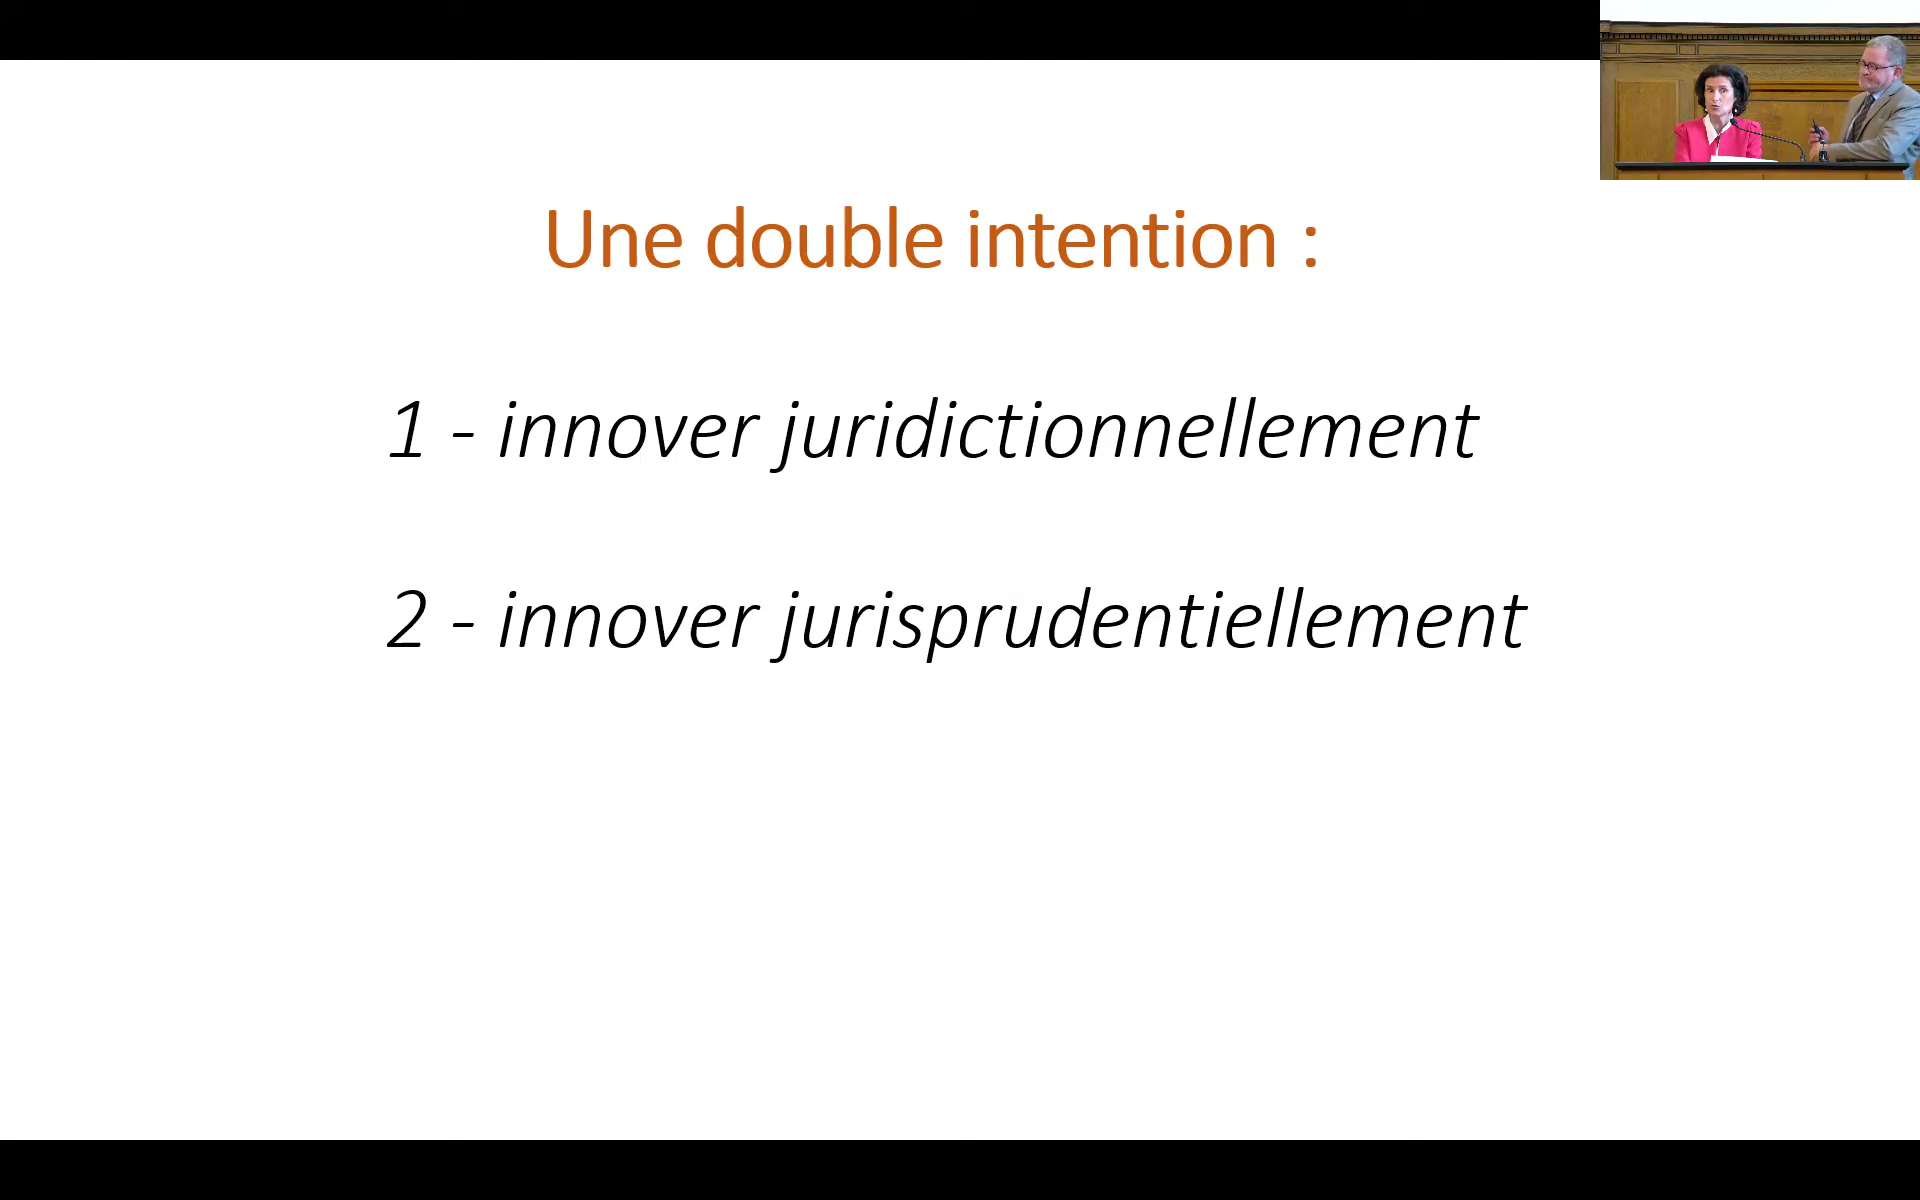 Une double intention :
1 - innover juridictionnellement
2 - innover jurisprudentiellement